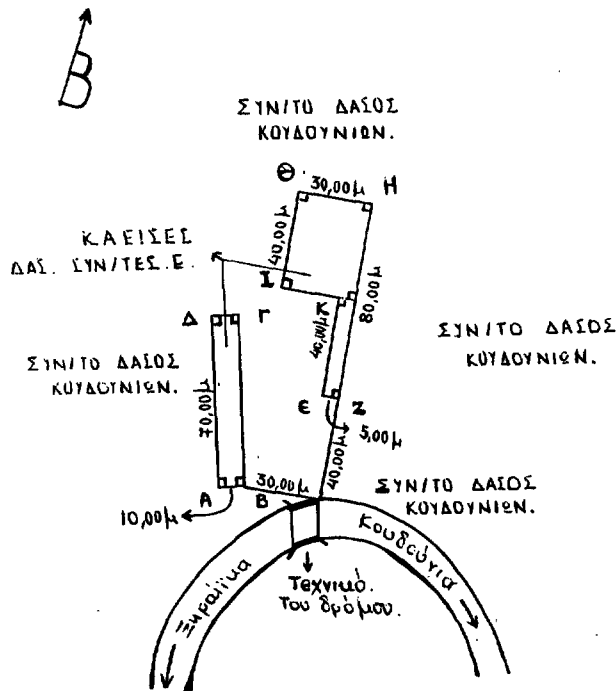 Β
ΣΥΝ/ΤΟ ΔΑΣΟΣ
ΚΟΥΔΟΥΝΙΩΝ.
Θ
30,00μ
Η
40,00μ
ΚΑΕΙΣΕΣ
ΔΑΣ. ΣΥΝ/ΤΕΣ. Ε.
Ι
80,00μ
Κ
40,00μ
Δ
Γ
ΣΥΝ/ΤΟ ΔΑΣΟΣ
ΚΟΥΔΟΥΝΙΩΝ.
ΣΥΝ/ΤΟ ΔΑΣΟΣ
ΚΟΥΔΟΥΝΙΩΝ.
70,00μ
Ε
Ζ
5,00μ
40,00μ
30,00μ
Α
Β
10,00μ
ΣΥΝ/ΤΟ ΔΑΣΟΣ
ΚΟΥΔΟΥΝΙΩΝ.
Κουδούνια
Τεχνικό.
Του δρόμου.